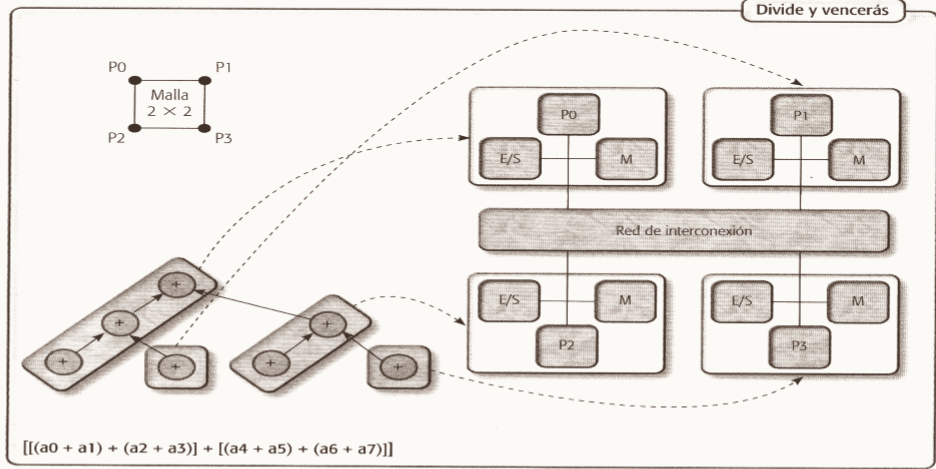 Divide y vencerás
P0 P1
Malla
2 × 2
P2 P3
P0
E/S M
P1
E/S M
Red de interconexión
E/S M
P2
E/S M
P3
+
+
+
+
+
+
+
[[(a0 + a1) + (a2 + a3)] + [(a4 + a5) + (a6 + a7)]]